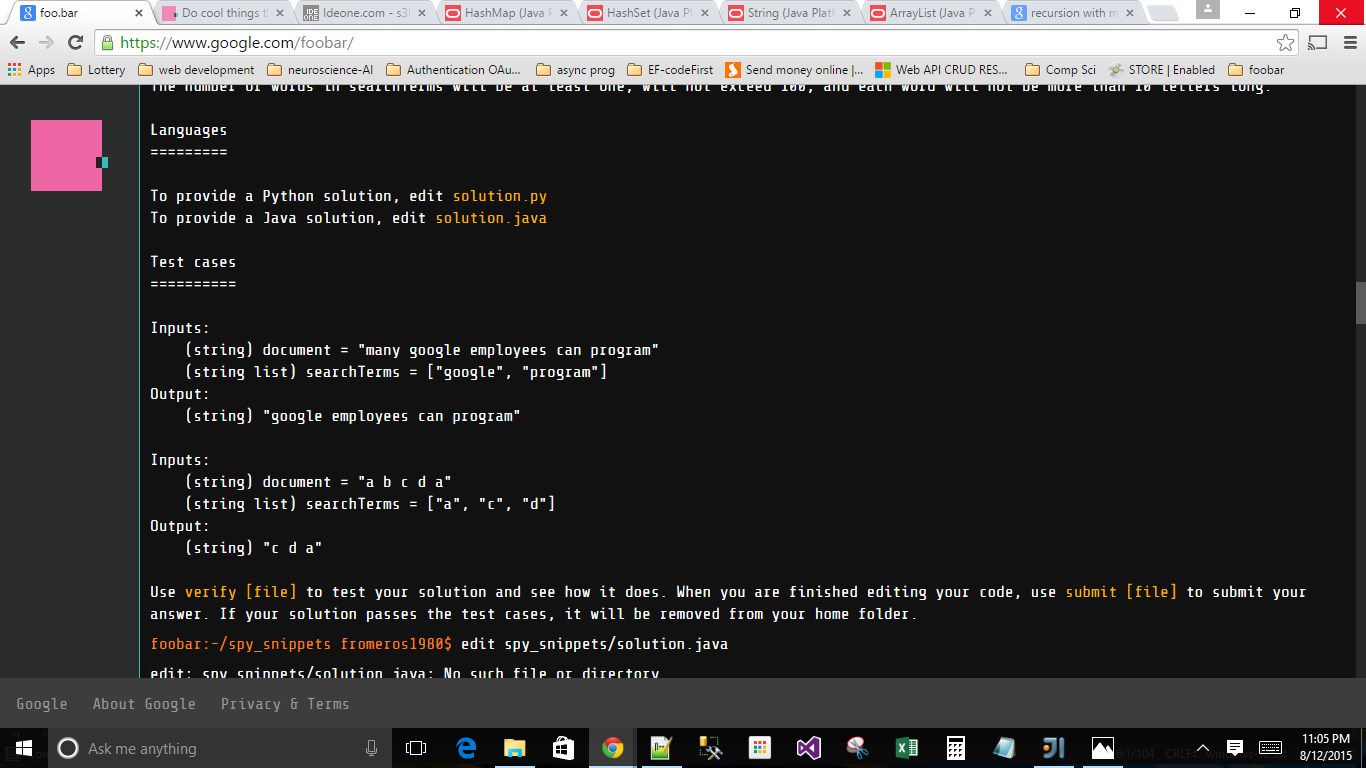 foo.bar
Do cool things t
Ideone.com - s3l
HashMap (Java P
HashSet (Java Pl
String (Java Platf
ArrayList (Java P
recursion with m
https://www.google.com/foobar/
Apps Lottery web development neuroscience-AI Authentication OAu... async prog EF-codeFirst Send money online |... Web API CRUD RES... Comp Sci STORE | Enabled foobar
The number of words in searchTerms will be at least one, will not exceed 100, and each word will not be more than 10 letters long.
Languages
=========
To provide a Python solution, edit solution.py
To provide a Java solution, edit solution.java
Test cases
==========
Inputs:
(string) document = "many google employees can program"
(string list) searchTerms = ["google", "program"]
Output:
(string) "google employees can program"
Inputs:
(string) document = "a b c d a"
(string list) searchTerms = ["a", "c", "d"]
Output:
(string) "c d a"
Use verify [file] to test your solution and see how it does. When you are finished editing your code, use submit [file] to submit your
answer. If your solution passes the test cases, it will be removed from your home folder.
foobar:~/spy_snippets fromeros1980$ edit spy_snippets/solution.java
edit: spy_snippets/solution.java: No such file or directory
Google About Google Privacy & Terms
Ask me anything
11:05 PM
8/12/2015